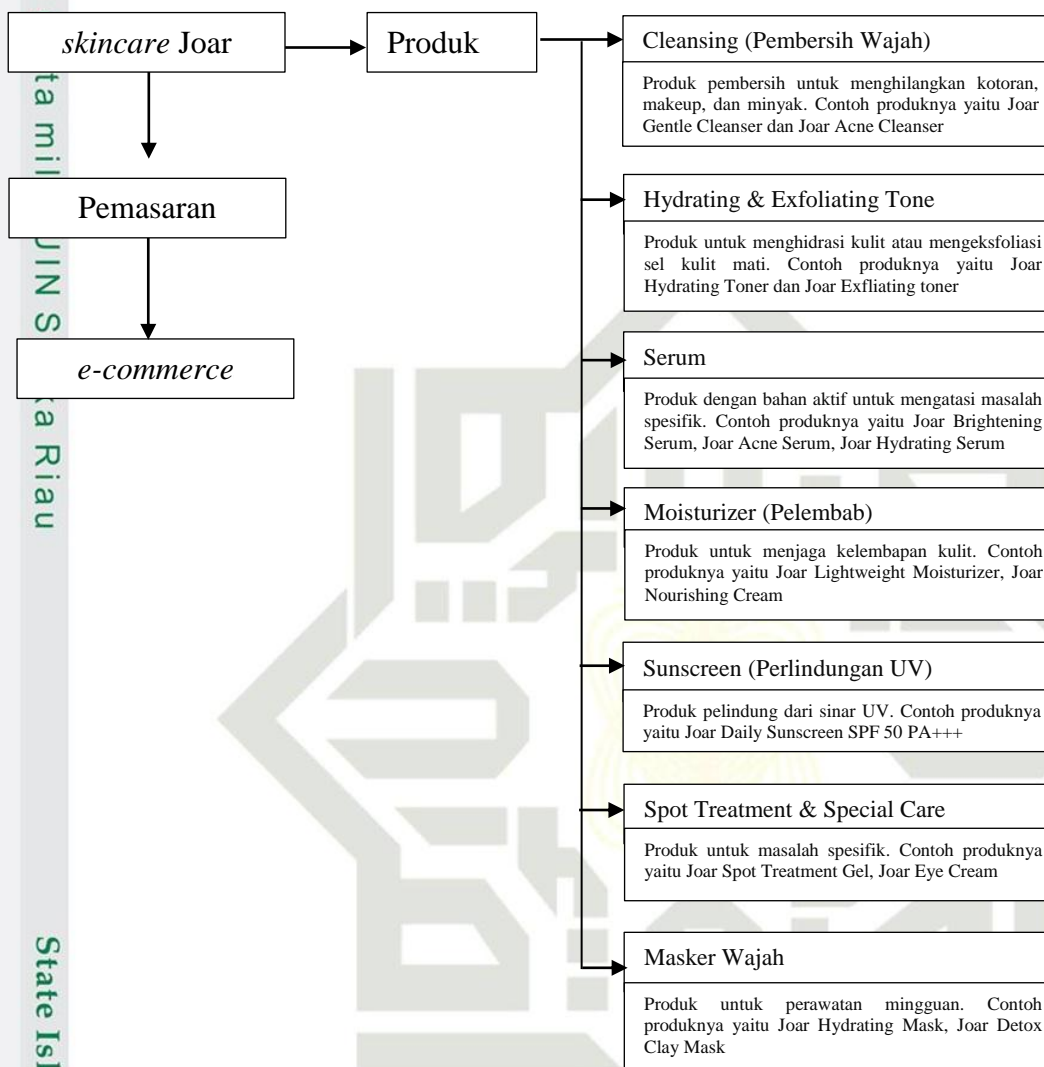 skincare Joar
Produk
Pemasaran
e-commerce
Cleansing (Pembersih Wajah)
Produk pembersih untuk menghilangkan kotoran,
makeup, dan minyak. Contoh produknya yaitu Joar
Gentle Cleanser dan Joar Acne Cleanser
Hydrating & Exfoliating Tone
Produk untuk menghidrasi kulit atau mengeksfoliasi
sel kulit mati. Contoh produknya yaitu Joar
Hydrating Toner dan Joar Exfliating toner
Serum
Produk dengan bahan aktif untuk mengatasi masalah
spesifik. Contoh produknya yaitu Joar Brightening
Serum, Joar Acne Serum, Joar Hydrating Serum
Moisturizer (Pelembab)
Produk untuk menjaga kelembapan kulit. Contoh
produknya yaitu Joar Lightweight Moisturizer, Joar
Nourishing Cream
Sunscreen (Perlindungan UV)
Produk pelindung dari sinar UV. Contoh produknya
yaitu Joar Daily Sunscreen SPF 50 PA+++
Spot Treatment & Special Care
Produk untuk masalah spesifik. Contoh produknya
yaitu Joar Spot Treatment Gel, Joar Eye Cream
Masker Wajah
Produk untuk perawatan mingguan. Contoh
produknya yaitu Joar Hydrating Mask, Joar Detox
Clay Mask
Riau
State